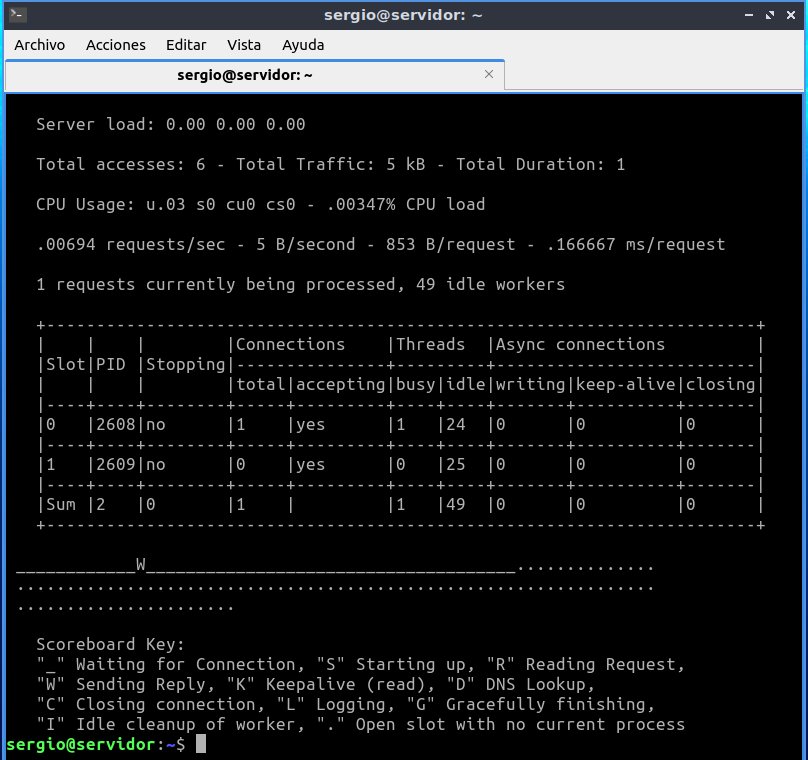 sergio@servidor: ~
Archivo Acciones Editar Vista Ayuda
sergio@servidor: ~
Server load: 0.00 0.00 0.00
Total accesses: 6 - Total Traffic: 5 kB - Total Duration: 1
CPU Usage: u.03 s0 cu0 cs0 - .00347% CPU load
.00694 requests/sec - 5 B/second - 853 B/request - .166667 ms/request
1 requests currently being processed, 49 idle workers
+-----------------------------------------------------------------------+
|    |    |        |Connections    |Threads  |Async connections         |
|Slot|PID |Stopping|---------------+---------+--------------------------|
|    |    |        |total|accepting|busy|idle|writing|keep-alive|closing|
|----+----+--------+-----+---------+----+----+-------+----------+-------|
|0   |2608|no      |1    |yes      |1   |24  |0      |0         |0      |
|----+----+--------+-----+---------+----+----+-------+----------+-------|
|1   |2609|no      |0    |yes      |0   |25  |0      |0         |0      |
|----+----+--------+-----+---------+----+----+-------+----------+-------|
|Sum |2   |0       |1    |         |1   |49  |0      |0         |0      |
+-----------------------------------------------------------------------+
____________W_____________________________________..............
................................................................
......................
Scoreboard Key:
"_" Waiting for Connection, "S" Starting up, "R" Reading Request,
"W" Sending Reply, "K" Keepalive (read), "D" DNS Lookup,
"C" Closing connection, "L" Logging, "G" Gracefully finishing,
"I" Idle cleanup of worker, "." Open slot with no current process
sergio@servidor:~$